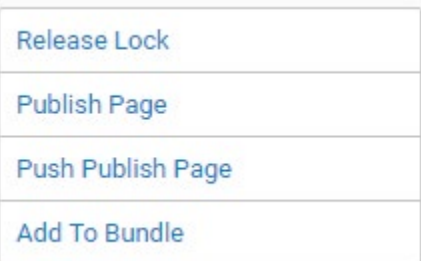 Release Lock
Publish Page
Push Publish Page
Add To Bundle